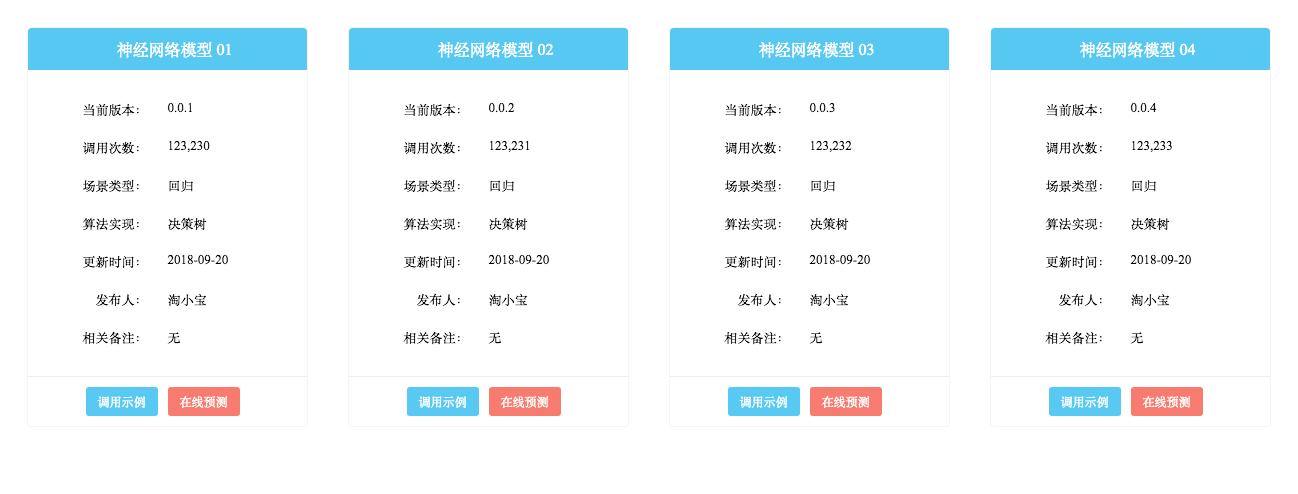 神经网络模型 01
当前版本： 0.0.1
调用次数： 123,230
场景类型： 回归
算法实现： 决策树
更新时间： 2018-09-20
发布人： 淘小宝
相关备注： 无
调用示例 在线预测
神经网络模型 02
当前版本： 0.0.2
调用次数： 123,231
场景类型： 回归
算法实现： 决策树
更新时间： 2018-09-20
发布人： 淘小宝
相关备注： 无
调用示例 在线预测
神经网络模型 03
当前版本： 0.0.3
调用次数： 123,232
场景类型： 回归
算法实现： 决策树
更新时间： 2018-09-20
发布人： 淘小宝
相关备注： 无
调用示例 在线预测
神经网络模型 04
当前版本： 0.0.4
调用次数： 123,233
场景类型： 回归
算法实现： 决策树
更新时间： 2018-09-20
发布人： 淘小宝
相关备注： 无
调用示例 在线预测